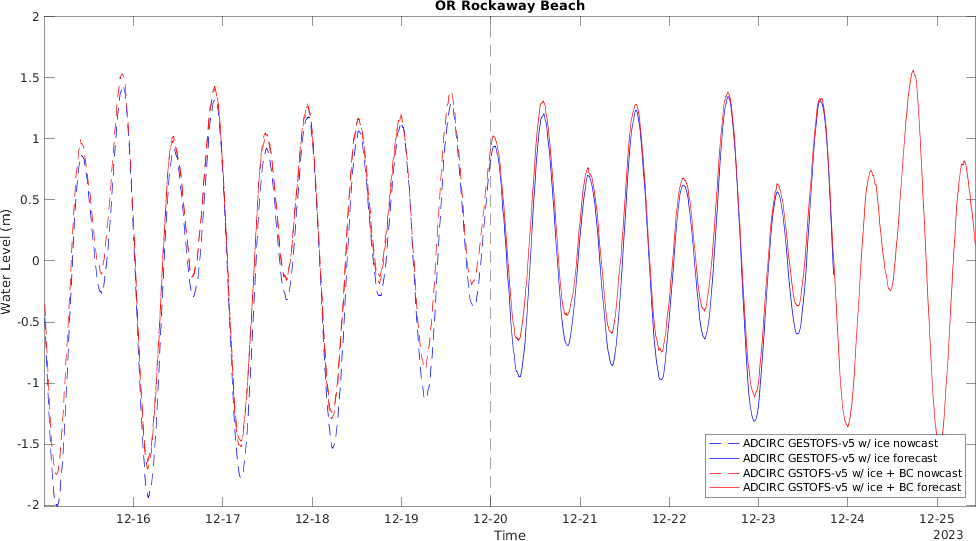 OR Rockaway Beach
2
1.5
1
0.5
0
-0.5
-1
-1.5
-2
Water Level (m)
12-16
12-17
12-18
12-19
12-20
12-21
12-22
12-23
12-24
12-25
Time
2023
ADCIRC GESTOFS-v5 w/ ice nowcast
ADCIRC GESTOFS-v5 w/ ice forecast
ADCIRC GSTOFS-v5 w/ ice + BC nowcast
ADCIRC GSTOFS-v5 w/ ice + BC forecast